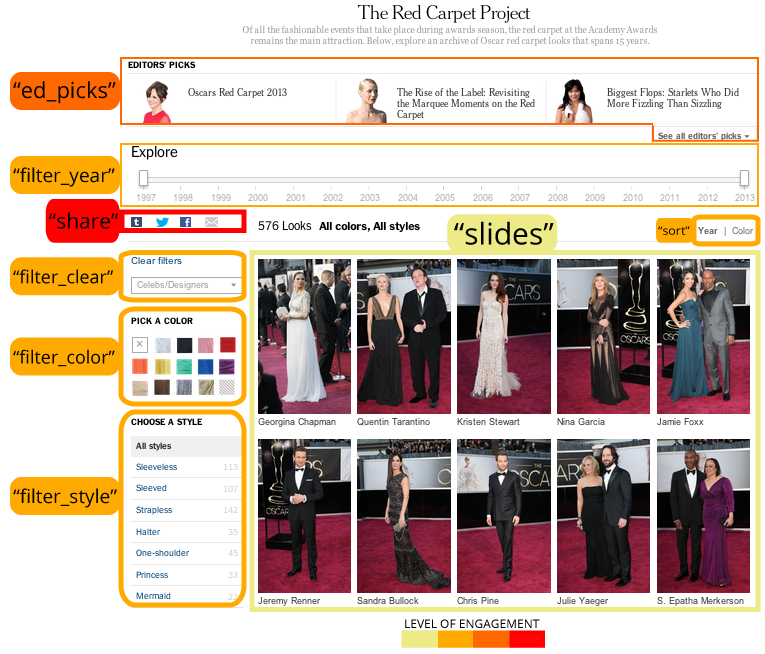 The Red Carpet Project
Of all the fashionable events that take place during awards season, the red carpet at the Academy Awards
remains the main attraction. Below, explore an archive of Oscar red carpet looks that spans 15 years.
EDITORS' PICKS
“ed_picks”
Oscars Red Carpet 2013
The Rise of the Label: Revisiting
the Marquee Moments on the Red
Carpet
Biggest Flops: Starlets Who Did
More Fizzling Than Sizzling
See all editors' picks
Explore
“filter_year”
1997 1998 1999 2000 2001 2002 2003 2004 2005 2006 2007 2008 2009 2010 2011 2012 2013
“share”
t f
576 Looks All colors, All styles
“slides”
“sort”
Year | Color
“filter_clear”
Clear filters
Celebs/Designers
“filter_color”
PICK A COLOR
×
“filter_style”
CHOOSE A STYLE
All styles
Sleeveless 113
Sleeved 107
Strapless 142
Halter 35
One-shoulder 45
Princess 33
Mermaid 22
THE
OSCARS
OSCARS
Georgina Chapman Quentin Tarantino Kristen Stewart Nina Garcia Jamie Foxx
THE
OSCA
Jeremy Renner Sandra Bullock Chris Pine Julie Yaeger S. Epatha Merkerson
LEVEL OF ENGAGEMENT